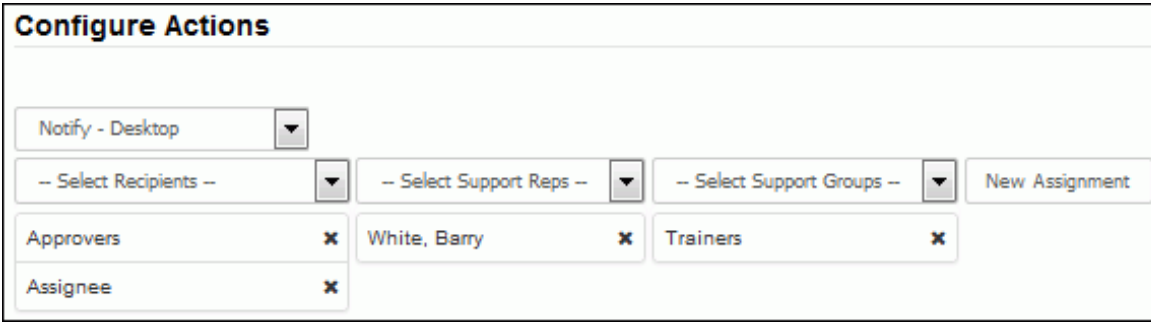 Configure Actions
Notify - Desktop
-- Select Recipients -- -- Select Support Reps -- -- Select Support Groups -- New Assignment
Approvers White, Barry Trainers
Assignee